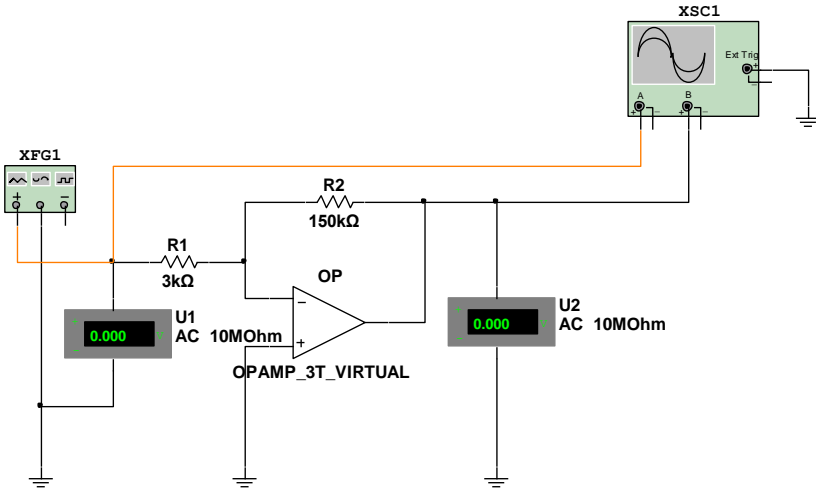 XSC1
Ext Trig
+
−
A
B
+ − + −
XFG1
+ −
R2
150kΩ
R1
3kΩ
OP
−
+
OPAMP_3T_VIRTUAL
+
−
0.000 V
U1
AC 10MOhm
+
−
0.000 V
U2
AC 10MOhm